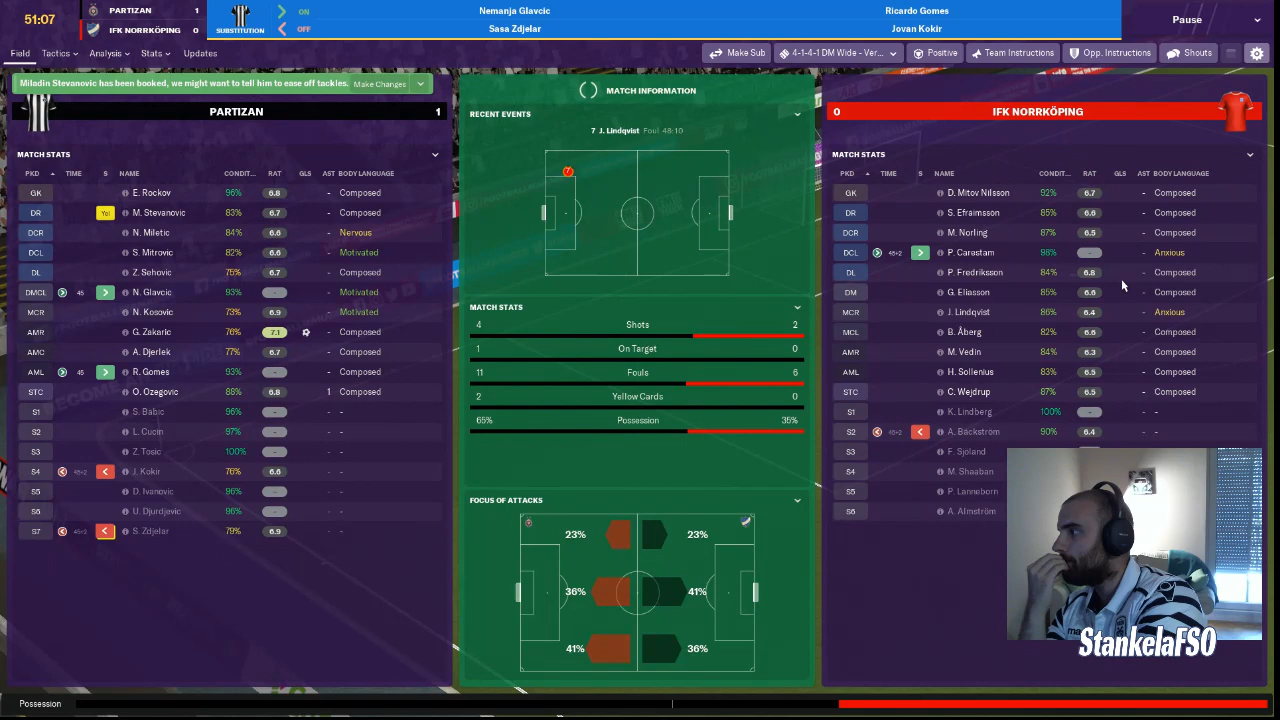 51:07
PARTIZAN 1
IFK NORRKÖPING 0
SUBSTITUTION
ON Nemanja Glavcic Ricardo Gomes
OFF Sasa Zdjelar Jovan Kokir
Pause
Field Tactics Analysis Stats Updates
Make Sub 4-1-4-1 DM Wide - Ver... Positive Team Instructions Opp. Instructions Shouts
Miladin Stevanovic has been booked, we might want to tell him to ease off tackles. Make Changes
PARTIZAN 1
MATCH STATS
PKD TIME S NAME CONDIT... RAT GLS AST BODY LANGUAGE
GK E. Rockov 96% 6.8 - Composed
DR Yel M. Stevanovic 83% 6.7 - Composed
DCR N. Miletic 84% 6.6 - Nervous
DCL S. Mitrovic 82% 6.6 - Motivated
DL Z. Sehovic 75% 6.7 - Composed
DMCL 45 N. Glavcic 93% - - Motivated
MCR N. Kosovic 73% 6.9 - Motivated
AMR G. Zakaric 76% 7.1 - Composed
AMC A. Djerlek 77% 6.7 - Composed
AML 45 R. Gomes 93% - - Composed
STC O. Ozegovic 88% 6.8 1 Composed
S1 S. Babic 96% - - -
S2 L. Cucin 97% - - -
S3 Z. Tosic 100% - - -
S4 45+2 J. Kokir 76% 6.6 - -
S5 D. Ivanovic 96% - - -
S6 U. Djurdjevic 96% - - -
S7 45+2 S. Zdjelar 79% 6.9 - -
MATCH INFORMATION
RECENT EVENTS
7 J. Lindqvist Foul 48:10
7
MATCH STATS
4 Shots 2
1 On Target 0
11 Fouls 6
2 Yellow Cards 0
65% Possession 35%
FOCUS OF ATTACKS
23% 23%
36% 41%
41% 36%
0 IFK NORRKÖPING
MATCH STATS
PKD TIME S NAME CONDIT... RAT GLS AST BODY LANGUAGE
GK D. Mitov Nilsson 92% 6.7 - Composed
DR S. Efraimsson 85% 6.6 - Composed
DCR M. Norling 87% 6.5 - Composed
DCL 45+2 P. Carestam 98% - - Anxious
DL P. Fredriksson 84% 6.8 - Composed
DM G. Eliasson 85% 6.6 - Composed
MCR J. Lindqvist 86% 6.4 - Anxious
MCL B. Åberg 82% 6.6 - Composed
AMR M. Vedin 84% 6.3 - Composed
AML H. Sollenius 83% 6.5 - Composed
STC C. Wejdrup 87% 6.5 - Composed
S1 K. Lindberg 100% - - -
S2 45+2 A. Bäckström 90% 6.4 - -
S3 F. Sjöland
S4 M. Shaaban
S5 P. Lanneborn
S6 A. Almström
StankelaFSO
Possession